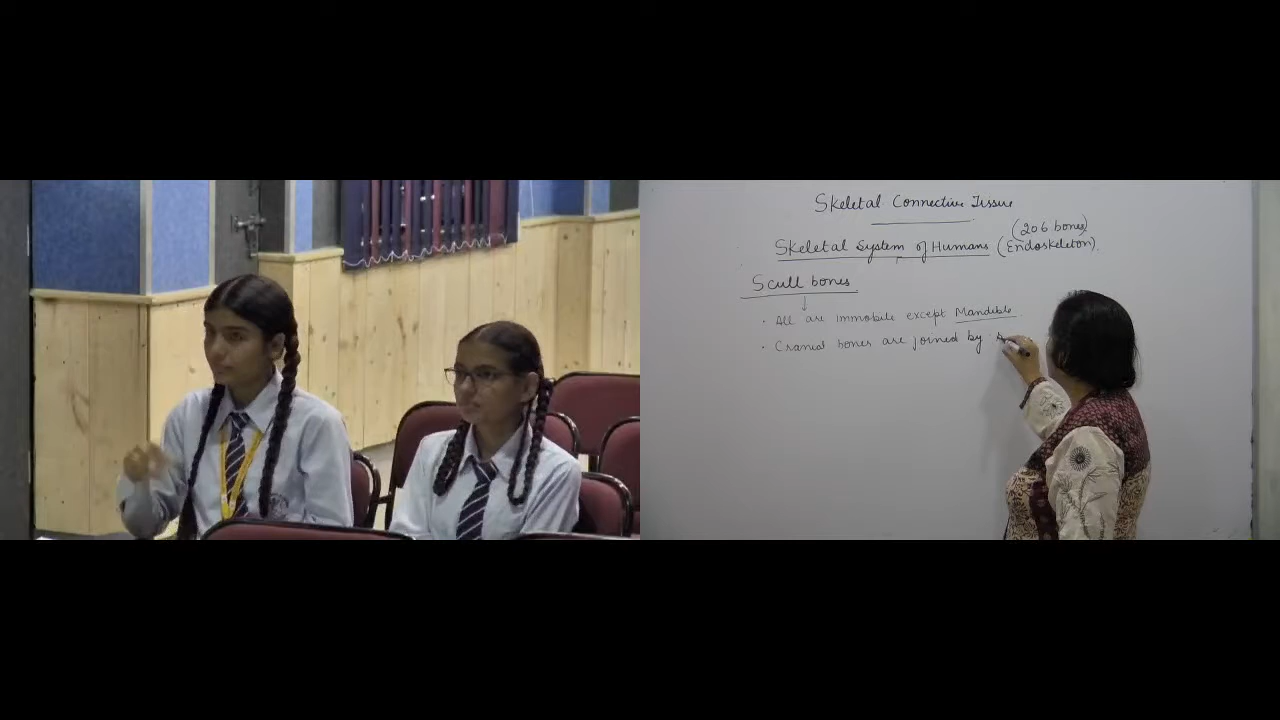 Skeletal Connective Tissue
(206 bones)
Skeletal System of Humans (Endoskeleton).
Scull bones
· All are immobile except Mandible.
· Cranial bones are joined by